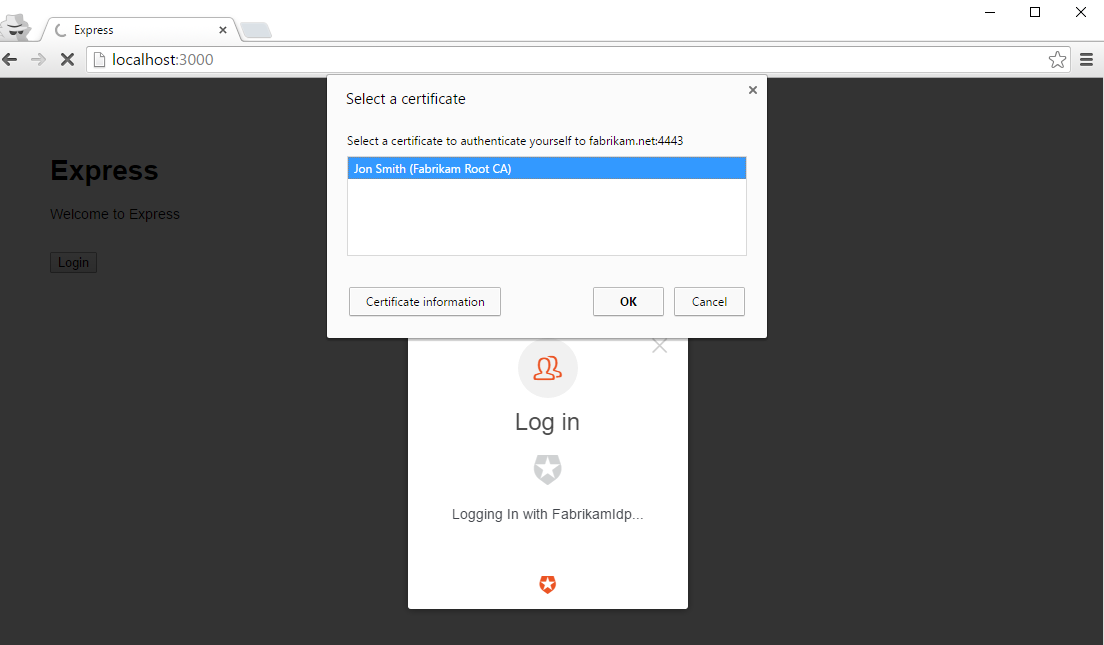 Express
localhost:3000
Select a certificate
Select a certificate to authenticate yourself to fabrikam.net:4443
Jon Smith (Fabrikam Root CA)
Certificate information
OK
Cancel
Express
Welcome to Express
Login
Log in
Logging In with FabrikamIdp...